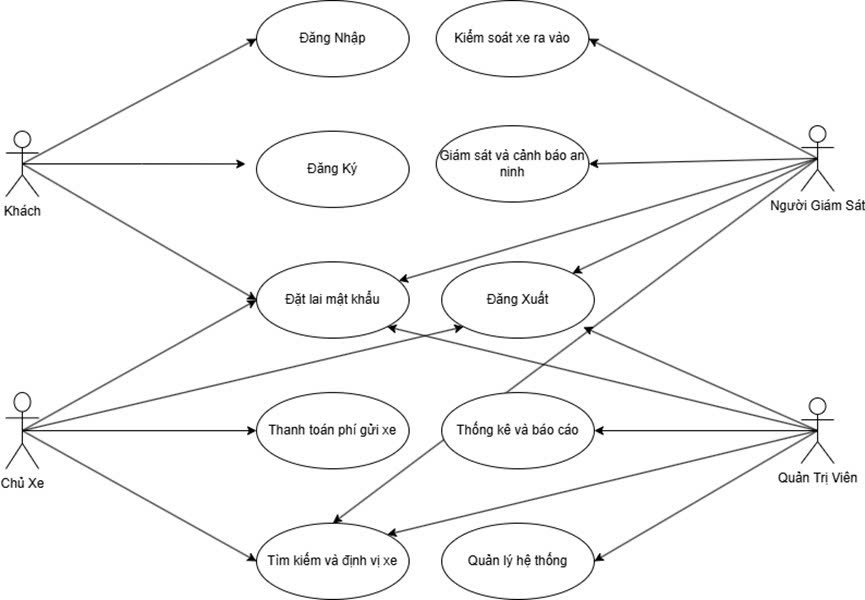 Đăng Nhập
Kiểm soát xe ra vào
Khách
Đăng Ký
Giám sát và cảnh báo an
ninh
Người Giám Sát
Đặt lai mật khẩu
Đăng Xuất
Chủ Xe
Thanh toán phí gửi xe
Thống kê và báo cáo
Quản Trị Viên
Tìm kiếm và định vị xe
Quản lý hệ thống